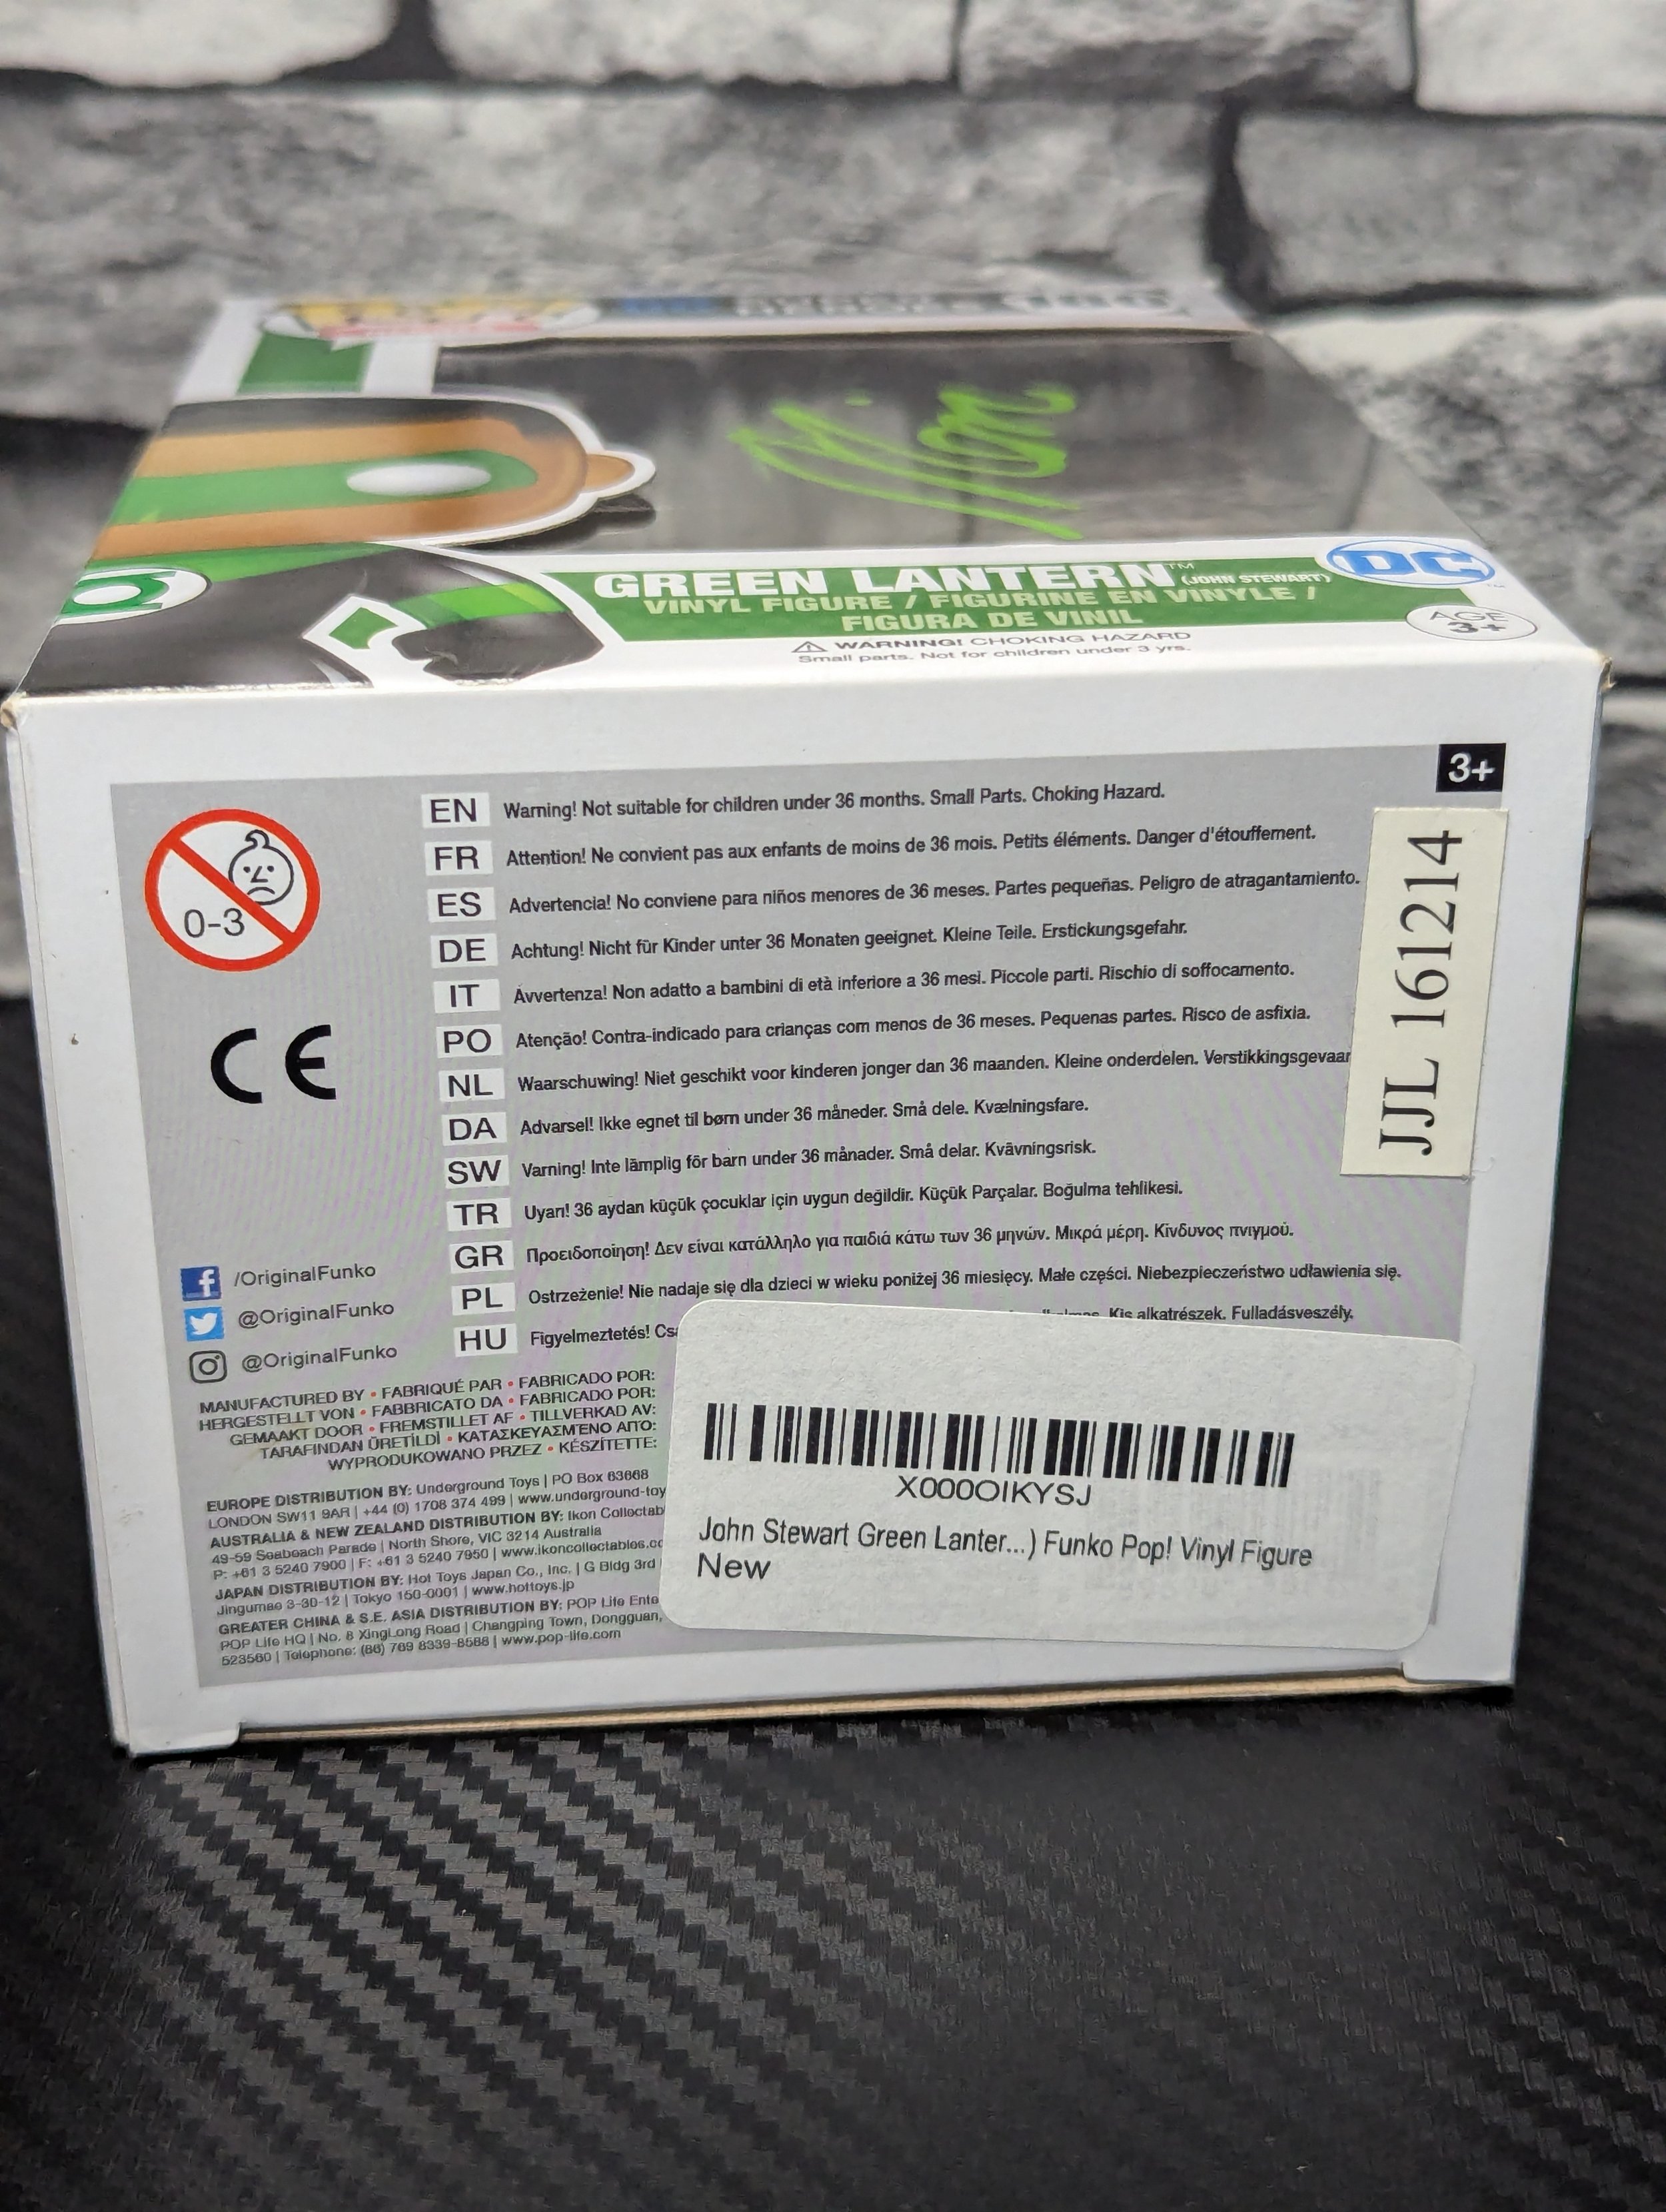 GREEN LANTERN™ (JOHN STEWART)
VINYL FIGURE / FIGURINE EN VINYLE /
FIGURA DE VINIL
DC
AGE
3+
WARNING! CHOKING HAZARD
Small parts. Not for children under 3 yrs.
3+
0-3
CE
EN Warning! Not suitable for children under 36 months. Small Parts. Choking Hazard.
FR Attention! Ne convient pas aux enfants de moins de 36 mois. Petits éléments. Danger d'étouffement.
ES Advertencia! No conviene para niños menores de 36 meses. Partes pequeñas. Peligro de atragantamiento.
DE Achtung! Nicht für Kinder unter 36 Monaten geeignet. Kleine Teile. Erstickungsgefahr.
IT Avvertenza! Non adatto a bambini di età inferiore a 36 mesi. Piccole parti. Rischio di soffocamento.
PO Atenção! Contra-indicado para crianças com menos de 36 meses. Pequenas partes. Risco de asfixia.
NL Waarschuwing! Niet geschikt voor kinderen jonger dan 36 maanden. Kleine onderdelen. Verstikkingsgevaar
DA Advarsel! Ikke egnet til børn under 36 måneder. Små dele. Kvælningsfare.
SW Varning! Inte lämplig för barn under 36 månader. Små delar. Kvävningsrisk.
TR Uyarı! 36 aydan küçük çocuklar için uygun değildir. Küçük Parçalar. Boğulma tehlikesi.
GR Προειδοποίηση! Δεν είναι κατάλληλο για παιδιά κάτω των 36 μηνών. Μικρά μέρη. Κίνδυνος πνιγμού.
PL Ostrzeżenie! Nie nadaje się dla dzieci w wieku poniżej 36 miesięcy. Małe części. Niebezpieczeństwo udławienia się.
HU Figyelmeztetés! Kis alkatrészek. Fulladásveszély.
JJL 161214
/OriginalFunko
@OriginalFunko
@OriginalFunko
MANUFACTURED BY • FABRIQUÉ PAR • FABRICADO POR:
HERGESTELLT VON • FABBRICATO DA • FABRICADO POR:
GEMAAKT DOOR • FREMSTILLET AF • TILLVERKAD AV:
TARAFINDAN ÜRETİLDİ • ΚΑΤΑΣΚΕΥΑΣΜΈΝΟ ΑΠΌ:
WYPRODUKOWANO PRZEZ • KÉSZÍTETTE:
EUROPE DISTRIBUTION BY: Underground Toys | PO Box 63668
LONDON SW11 9AR | +44 (0) 1708 374 499 | www.underground-toy
AUSTRALIA & NEW ZEALAND DISTRIBUTION BY: Ikon Collectab
49-59 Seabeach Parade | North Shore, VIC 3214 Australia
P: +61 3 5240 7900 | F: +61 3 5240 7950 | www.ikoncollectables.co
JAPAN DISTRIBUTION BY: Hot Toys Japan Co., Inc. | G Bldg 3rd
Jingumae 3-30-12 | Tokyo 150-0001 | www.hottoys.jp
GREATER CHINA & S.E. ASIA DISTRIBUTION BY: POP Life Ente
POP Life HQ | No. 8 XingLong Road | Changping Town, Dongguan,
523560 | Telephone: (86) 769 8339-8588 | www.pop-life.com
X000OIKYSJ
John Stewart Green Lanter...) Funko Pop! Vinyl Figure
New